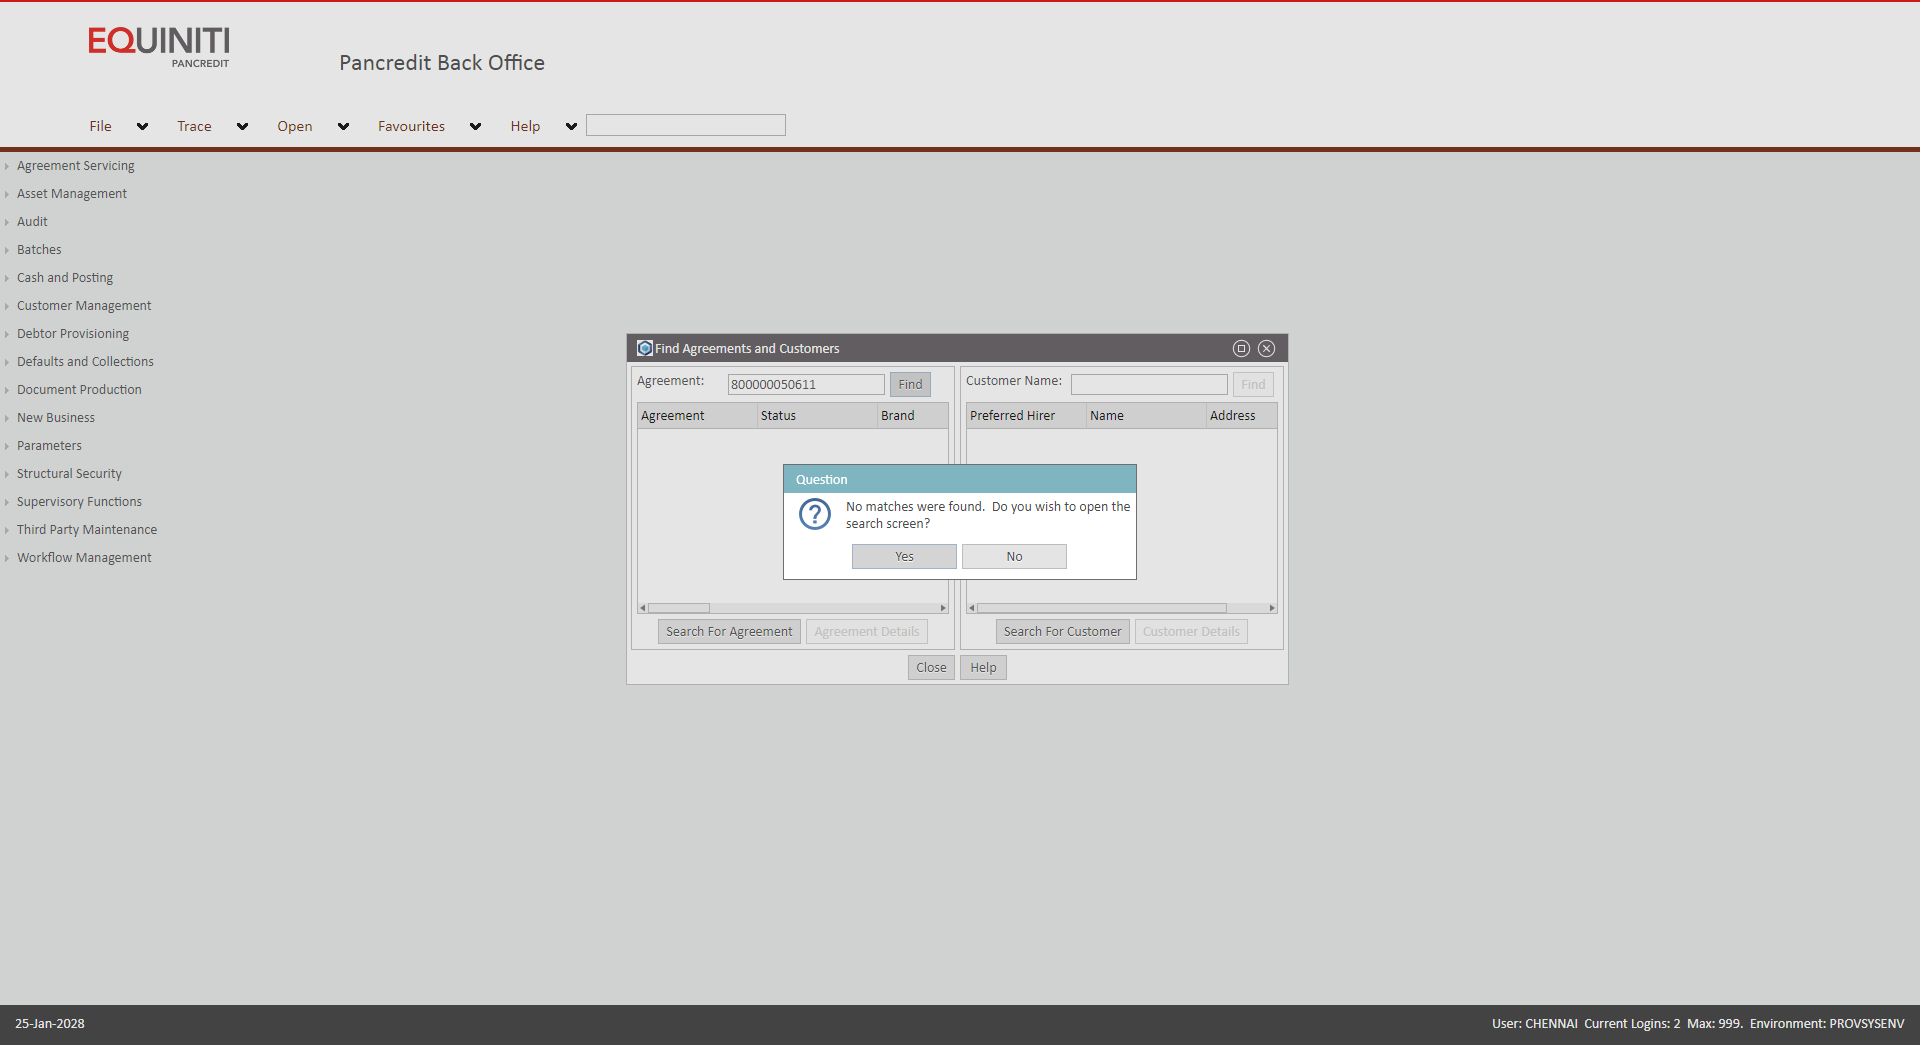 EQUINITI
PANCREDIT
Pancredit Back Office
File Trace Open Favourites Help
Agreement Servicing
Asset Management
Audit
Batches
Cash and Posting
Customer Management
Debtor Provisioning
Defaults and Collections
Document Production
New Business
Parameters
Structural Security
Supervisory Functions
Third Party Maintenance
Workflow Management
Find Agreements and Customers
Agreement: 800000050611 Find
Customer Name: Find
Agreement Status Brand
Preferred Hirer Name Address
Question
No matches were found. Do you wish to open the
search screen?
Yes No
Search For Agreement Agreement Details
Search For Customer Customer Details
Close Help
25-Jan-2028
User: CHENNAI Current Logins: 2 Max: 999. Environment: PROVSYSENV